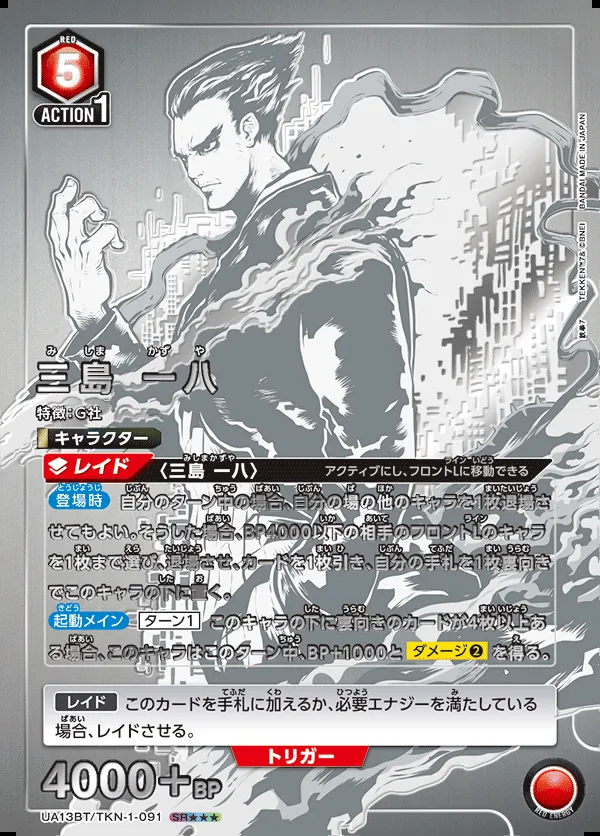 RED
5
ACTION1
TEKKEN™7& ©BNEI BANDAI MADE IN JAPAN
鉄拳7
みしま かずや
三島 一八
特徴:G社
キャラクター
レイド 〈三島 一八〉 アクティブにし、フロントLに移動できる
登場時 自分のターン中の場合、自分の場の他のキャラを1枚退場さ
せてもよい。そうした場合、BP4000以下の相手のフロントLのキャラ
を1枚まで選び、退場させ、カードを1枚引き、自分の手札を1枚裏向き
でこのキャラの下に置く。
起動メイン ターン1 このキャラの下に裏向きのカードが4枚以上あ
る場合、このキャラはこのターン中、BP+1000と ダメージ❷ を得る。
レイド このカードを手札に加えるか、必要エナジーを満たしている
場合、レイドさせる。
トリガー
4000+BP
RED ENERGY
UA13BT/TKN-1-091 SR★★★